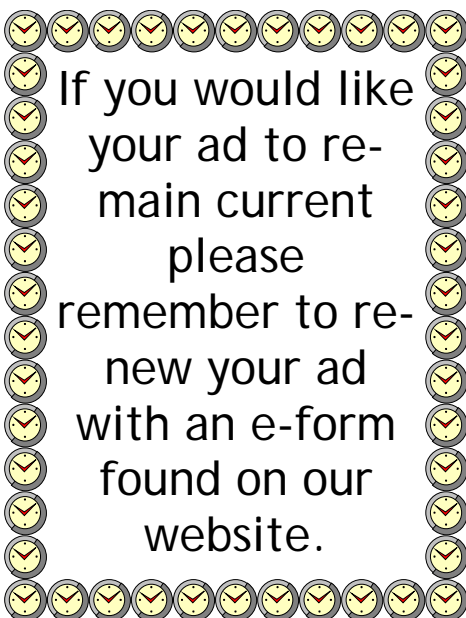 If you would like
your ad to re-
main current
please
remember to re-
new your ad
with an e-form
found on our
website.